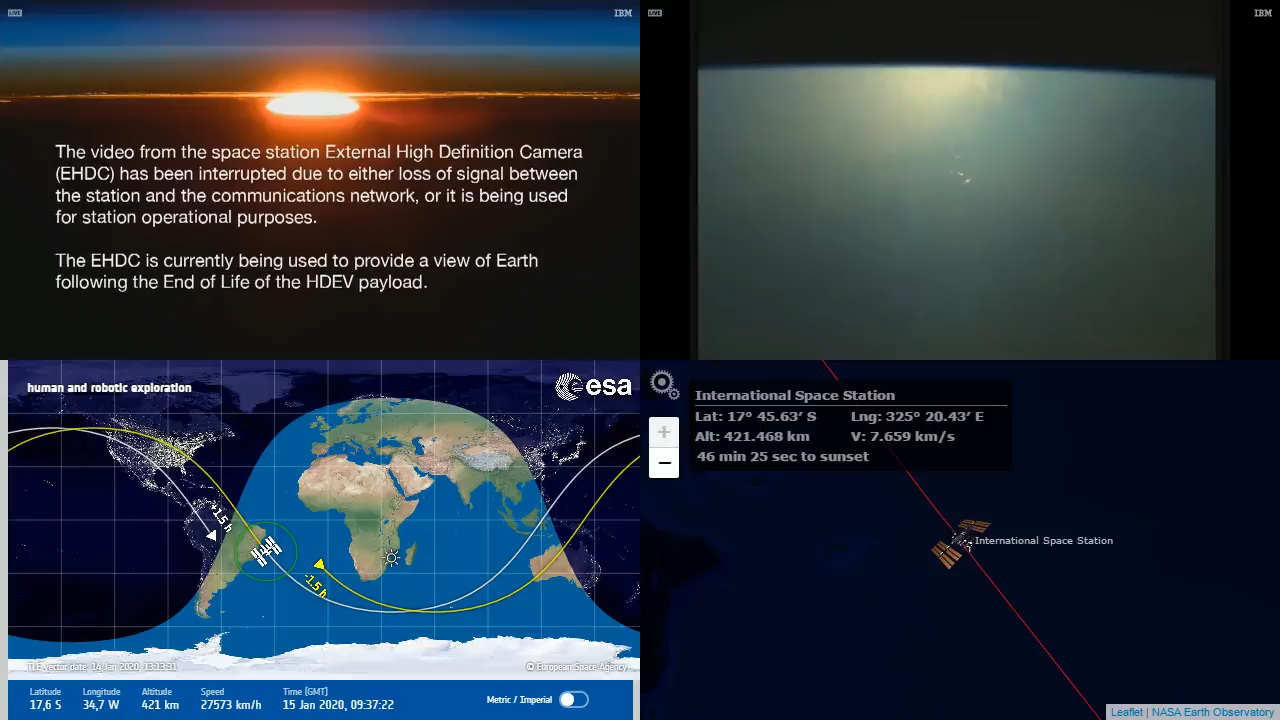 LIVE
IBM
The video from the space station External High Definition Camera
(EHDC) has been interrupted due to either loss of signal between
the station and the communications network, or it is being used
for station operational purposes.
The EHDC is currently being used to provide a view of Earth
following the End of Life of the HDEV payload.
LIVE
IBM
human and robotic exploration
esa
+1.5 h
-1.5 h
TLE vector date: 14 Jan 2020, 13:13:31
© European Space Agency
Latitude
17,6 S
Longitude
34,7 W
Altitude
421 km
Speed
27573 km/h
Time [GMT]
15 Jan 2020, 09:37:22
Metric / Imperial
International Space Station
Lat: 17° 45.63′ S
Lng: 325° 20.43′ E
Alt: 421.468 km
V: 7.659 km/s
46 min 25 sec to sunset
+
−
International Space Station
Leaflet | NASA Earth Observatory